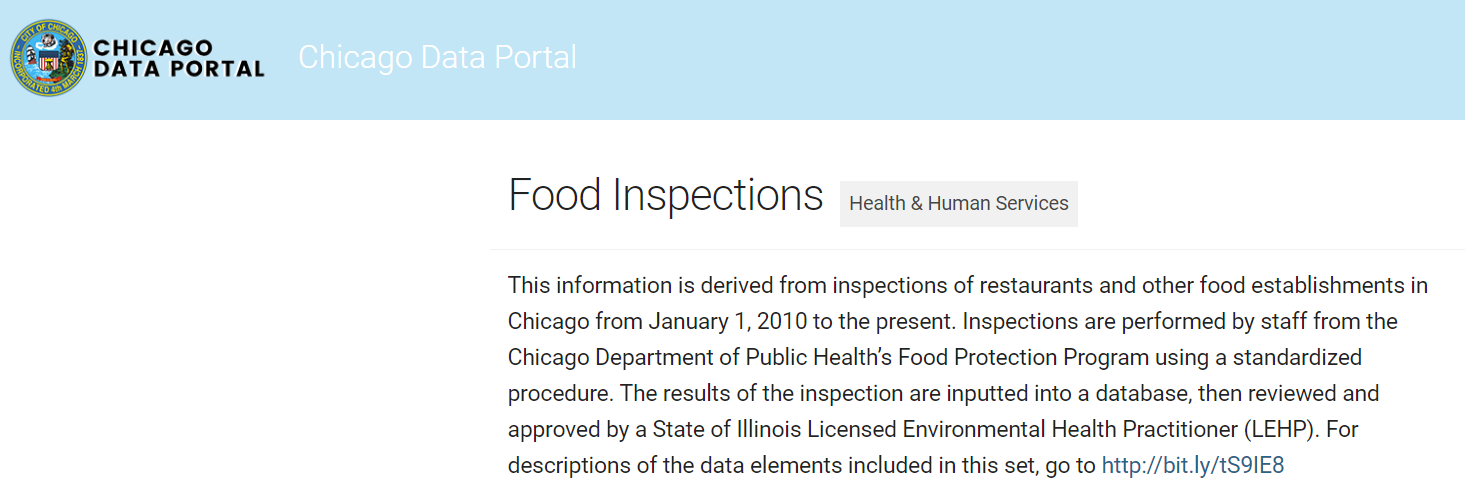 CITY OF CHICAGO
INCORPORATED 4th MARCH 1837
CHICAGO
DATA PORTAL
Chicago Data Portal
Food Inspections
Health & Human Services
This information is derived from inspections of restaurants and other food establishments in
Chicago from January 1, 2010 to the present. Inspections are performed by staff from the
Chicago Department of Public Health’s Food Protection Program using a standardized
procedure. The results of the inspection are inputted into a database, then reviewed and
approved by a State of Illinois Licensed Environmental Health Practitioner (LEHP). For
descriptions of the data elements included in this set, go to http://bit.ly/tS9IE8